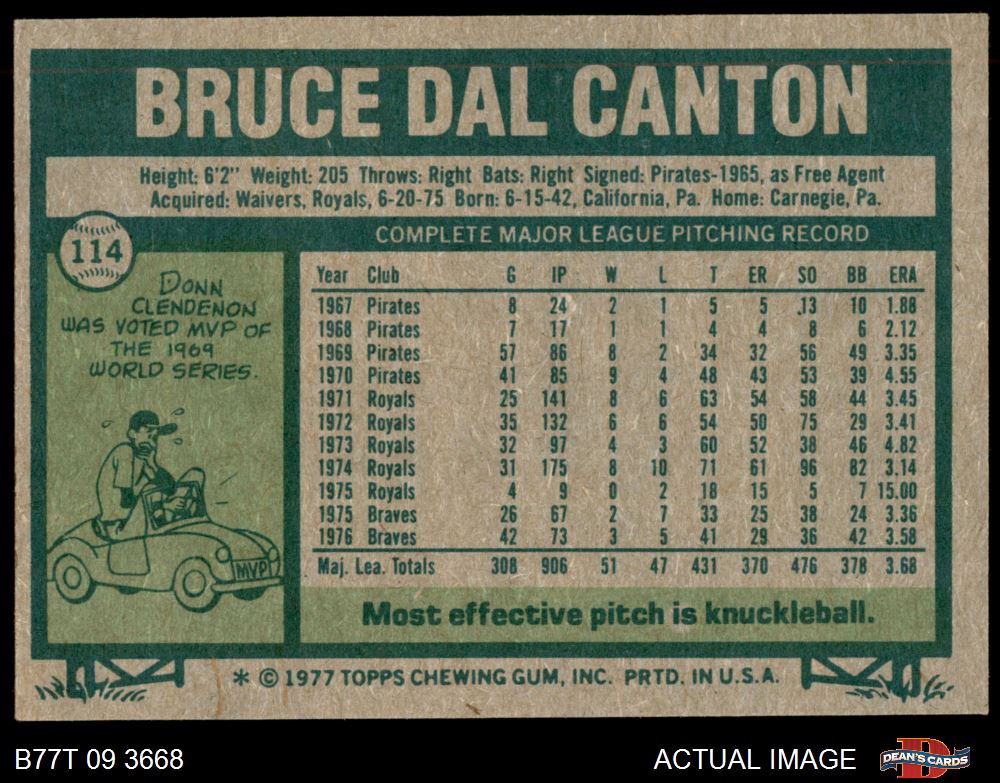 BRUCE DAL CANTON
Height: 6'2" Weight: 205 Throws: Right Bats: Right Signed: Pirates-1965, as Free Agent
Acquired: Waivers, Royals, 6-20-75 Born: 6-15-42, California, Pa. Home: Carnegie, Pa.
114
DONN
CLENDENON
WAS VOTED MVP OF
THE 1969
WORLD SERIES.
MVP
COMPLETE MAJOR LEAGUE PITCHING RECORD
Year Club G IP W L T ER SO BB ERA
1967 Pirates 8 24 2 1 5 5 13 10 1.88
1968 Pirates 7 17 1 1 4 4 8 6 2.12
1969 Pirates 57 86 8 2 34 32 56 49 3.35
1970 Pirates 41 85 9 4 48 43 53 39 4.55
1971 Royals 25 141 8 6 63 54 58 44 3.45
1972 Royals 35 132 6 6 54 50 75 29 3.41
1973 Royals 32 97 4 3 60 52 38 46 4.82
1974 Royals 31 175 8 10 71 61 96 82 3.14
1975 Royals 4 9 0 2 18 15 5 7 15.00
1975 Braves 26 67 2 7 33 25 38 24 3.36
1976 Braves 42 73 3 5 41 29 36 42 3.58
Maj. Lea. Totals 308 906 51 47 431 370 476 378 3.68
Most effective pitch is knuckleball.
* © 1977 TOPPS CHEWING GUM, INC. PRTD. IN U.S.A.
B77T 09 3668
ACTUAL IMAGE
DEAN'S CARDS